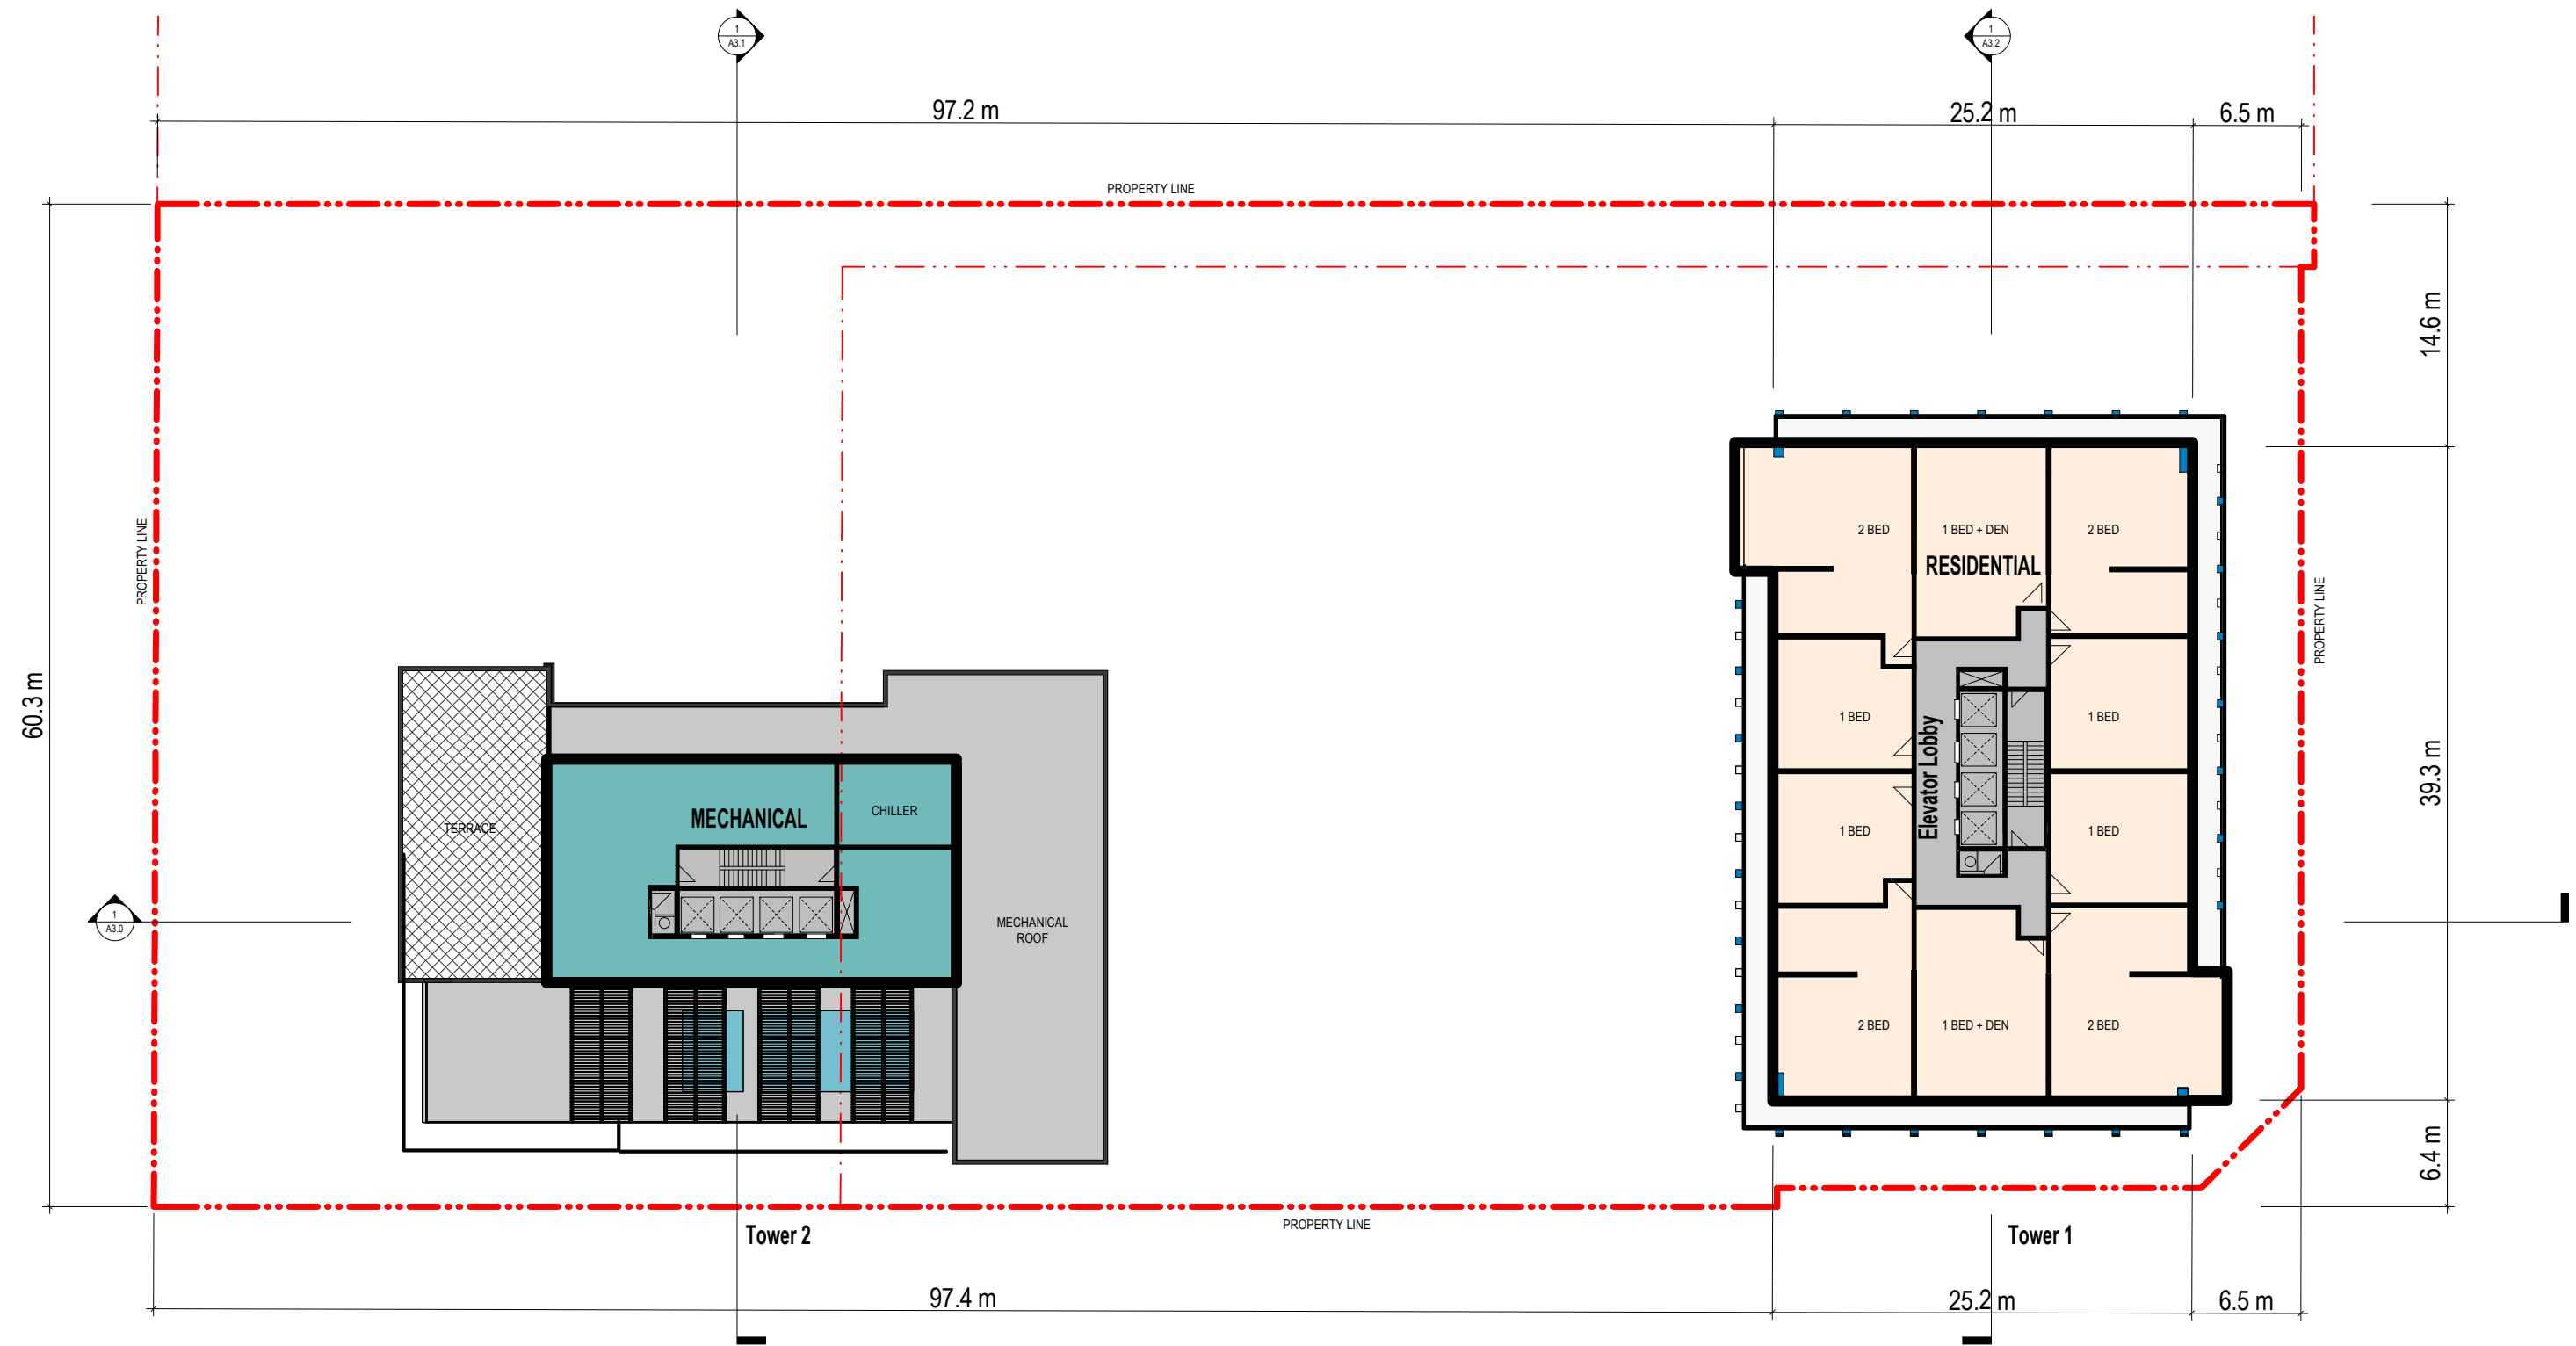 1
A3.1
1
A3.2
97.2 m
25.2 m
6.5 m
PROPERTY LINE
14.6 m
PROPERTY LINE
2 BED
1 BED + DEN
2 BED
RESIDENTIAL
PROPERTY LINE
60.3 m
1 BED
1 BED
Elevator Lobby
39.3 m
MECHANICAL
CHILLER
TERRACE
1 BED
1 BED
1
A3.0
MECHANICAL
ROOF
2 BED
1 BED + DEN
2 BED
6.4 m
PROPERTY LINE
Tower 2
Tower 1
97.4 m
25.2 m
6.5 m